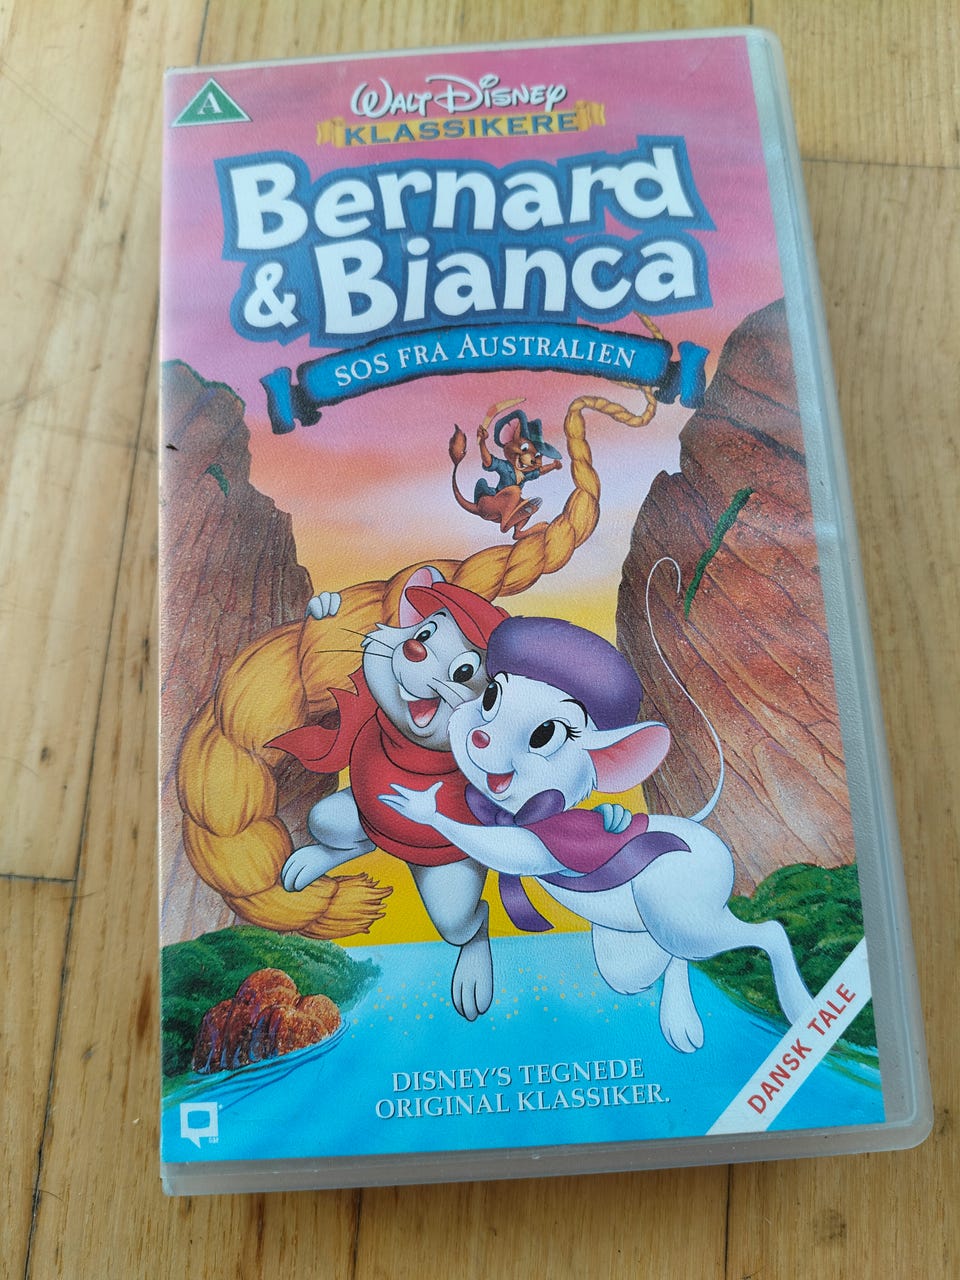 A
WALT DISNEY
KLASSIKERE
Bernard
& Bianca
SOS FRA AUSTRALIEN
DISNEY'S TEGNEDE
ORIGINAL KLASSIKER.
DANSK TALE